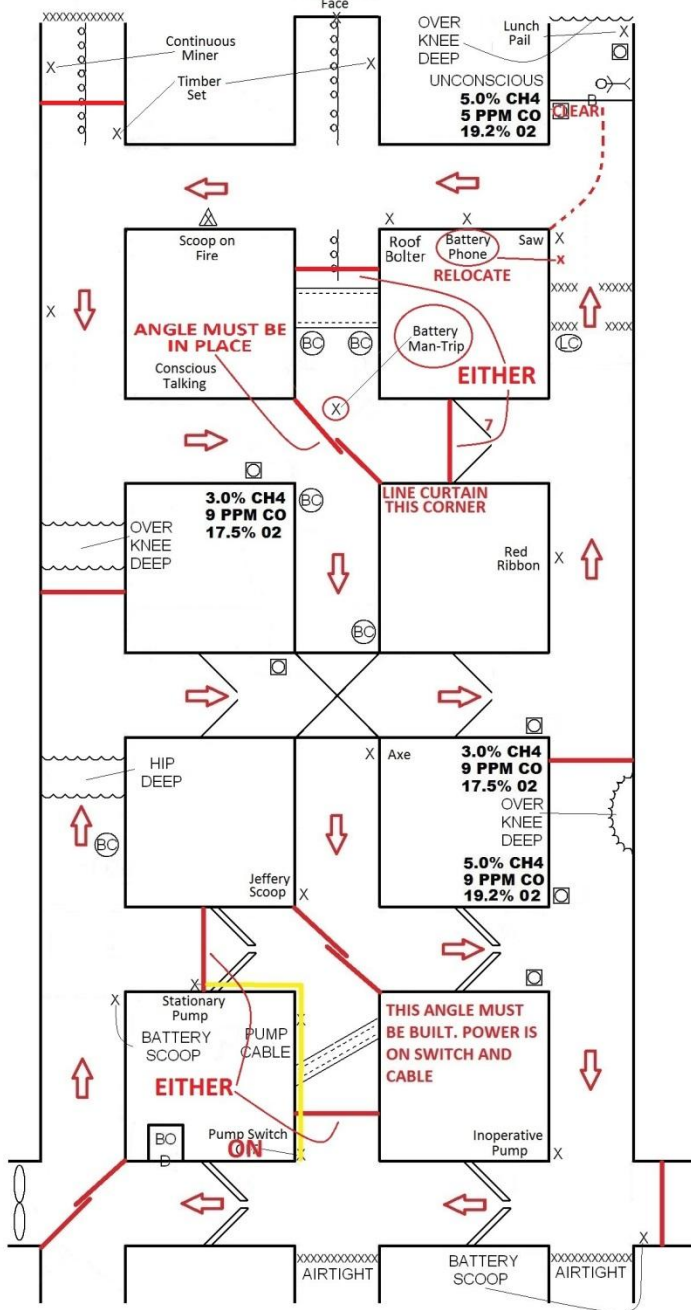 Face
OVER
KNEE
DEEP
Lunch
Pail
Continuous
Miner
X
X
X
Timber
Set
X
UNCONSCIOUS
5.0% CH4
5 PPM CO
19.2% 02
B
CLEAR
X
X
X
X
Scoop on
Fire
Roof
Bolter
Battery
Phone
Saw
X
x
RELOCATE
XXXX XXXX
X
ANGLE MUST BE
IN PLACE
BC
BC
Battery
Man-Trip
XXXX XXXX
LC
Conscious
Talking
EITHER
X
7
3.0% CH4
9 PPM CO
17.5% 02
BC
LINE CURTAIN
THIS CORNER
OVER
KNEE
DEEP
Red
Ribbon
X
BC
X
Axe
3.0% CH4
9 PPM CO
17.5% 02
HIP
DEEP
OVER
KNEE
DEEP
BC
5.0% CH4
9 PPM CO
19.2% 02
Jeffery
Scoop
X
X
X
Stationary
Pump
THIS ANGLE MUST
BE BUILT. POWER IS
ON SWITCH AND
CABLE
BATTERY
SCOOP
PUMP
CABLE
X
EITHER
BO
D
Pump Switch
ON
X
Inoperative
Pump
X
X
XXXXXXXXXX
AIRTIGHT
BATTERY
SCOOP
XXXXXXXXXX
AIRTIGHT